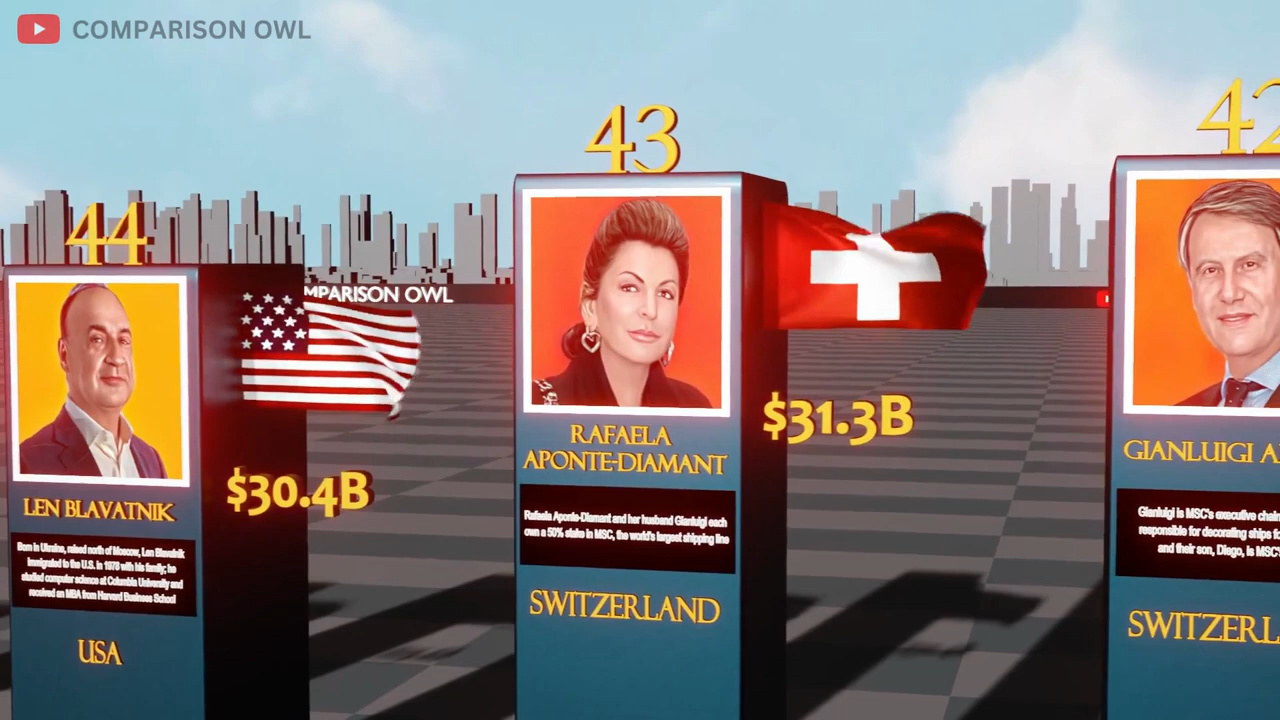 COMPARISON OWL
44
MPARISON OWL
LEN BLAVATNIK
$30.4B
Born in Ukraine, raised north of Moscow, Len Blavatnik
immigrated to the U.S. in 1978 with his family; he
studied computer science at Columbia University and
received an MBA from Harvard Business School
USA
43
$31.3B
RAFAELA
APONTE-DIAMANT
Rafaela Aponte-Diamant and her husband Gianluigi each
own a 50% stake in MSC, the world's largest shipping line
SWITZERLAND
42
GIANLUIGI A
Gianluigi is MSC's executive chair
responsible for decorating ships fo
and their son, Diego, is MSC'
SWITZERL